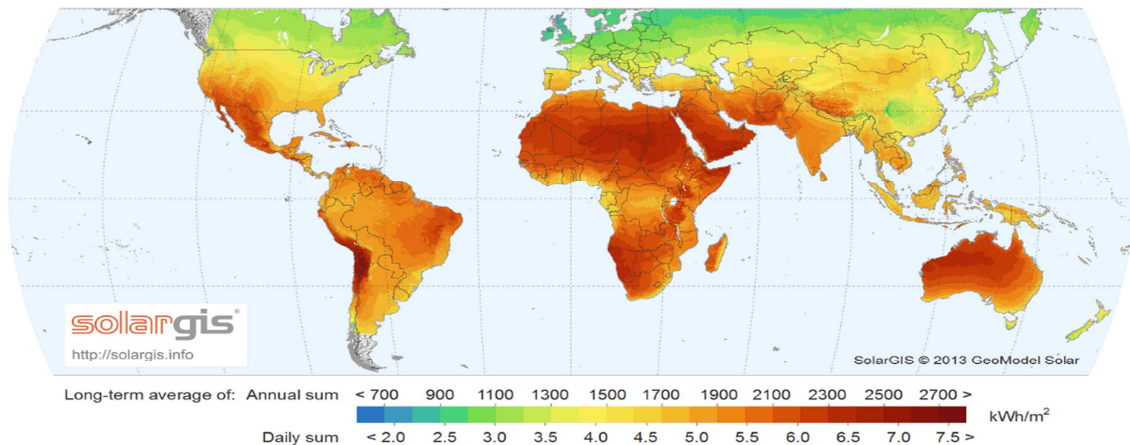 solargis
http://solargis.info
SolarGIS © 2013 GeoModel Solar
Long-term average of: Annual sum < 700 900 1100 1300 1500 1700 1900 2100 2300 2500 2700 >
kWh/m²
Daily sum < 2.0 2.5 3.0 3.5 4.0 4.5 5.0 5.5 6.0 6.5 7.0 7.5 >